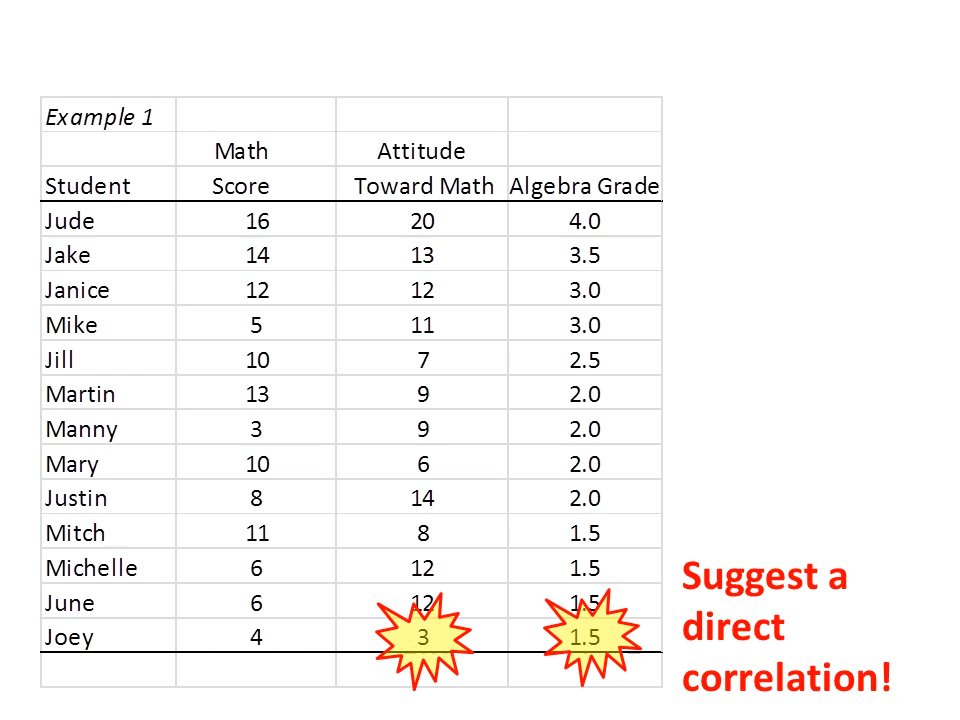 Example 1
Math Attitude
Student Score Toward Math Algebra Grade
Jude 16 20 4.0
Jake 14 13 3.5
Janice 12 12 3.0
Mike 5 11 3.0
Jill 10 7 2.5
Martin 13 9 2.0
Manny 3 9 2.0
Mary 10 6 2.0
Justin 8 14 2.0
Mitch 11 8 1.5
Michelle 6 12 1.5
June 6 12 1.5
Joey 4 3 1.5
Suggest a
direct
correlation!